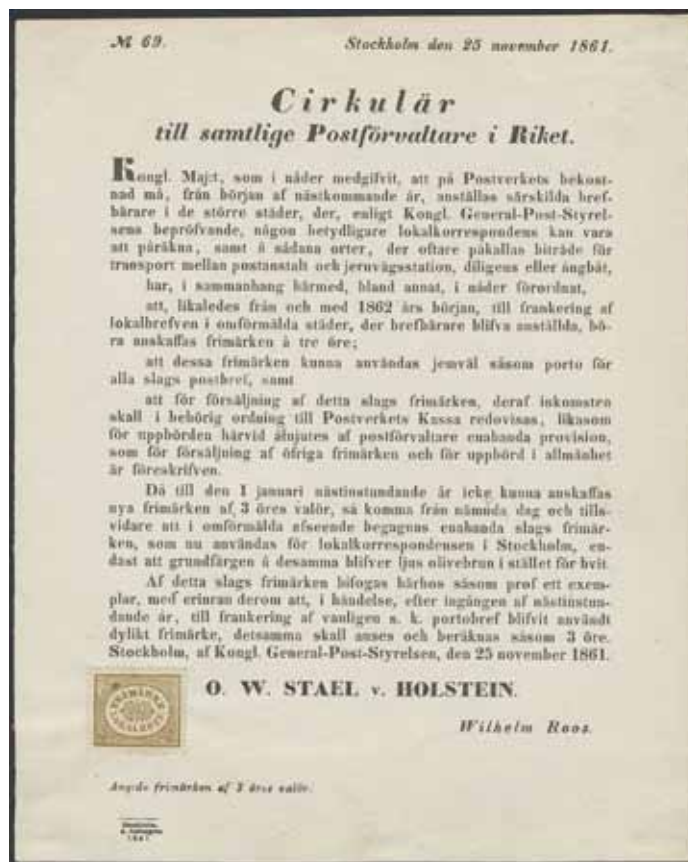 № 69.
Stockholm den 25 november 1861.
Cirkulär
till samtlige Postförvaltare i Riket.
Kongl. Maj:t, som i nåder medgifvit, att på Postverkets bekost-
nad må, från början af nästkommande år, anställas särskilda bref-
bärare i de större städer, der, enligt Kongl. General-Post-Styrel-
sens bepröfvande, någon betydligare lokalkorrespondens kan vara
att påräkna, samt å sådana orter, der oftare påkallas biträde för
transport mellan postanstalt och jernvägsstation, diligens eller ångbåt,
har, i sammanhang härmed, bland annat, i nåder förordnat,
att, likaledes från och med 1862 års början, till frankering af
lokalbrefven i omförmälda städer, der brefbärare blifva anställda, bö-
ra anskaffas frimärken à tre öre;
att dessa frimärken kunna användas jemväl såsom porto för
alla slags postbref, samt
att för försäljning af detta slags frimärken, deraf inkomsten
skall i behörig ordning till Postverkets Kassa redovisas, likasom
för uppbörden härvid åtnjutes af postförvaltare enahanda provision,
som för försäljning af öfriga frimärken och för uppbörd i allmänhet
är föreskrifven.
Då till den 1 januari nästinstundande år icke kunna anskaffas
nya frimärken af 3 öres valör, så komma från nämnda dag och tills-
vidare att i omförmälda afseende begagnas enahanda slags frimär-
ken, som nu användas för lokalkorrespondensen i Stockholm, en-
dast att grundfärgen å desamma blifver ljus olivebrun i stället för hvit.
Af detta slags frimärken bifogas härhos såsom prof ett exem-
plar, med erinran derom att, i händelse, efter ingången af nästinstun-
dande år, till frankering af vanligen s. k. portobref blifvit användt
dylikt frimärke, detsamma skall anses och beräknas såsom 3 öre.
Stockholm, af Kongl. General-Post-Styrelsen, den 25 november 1861.
O. W. STAEL v. HOLSTEIN.
FRIMÄRKE
LOKALBREF
Wilhelm Roos.
Ang:de frimärken af 3 öres valör.
Stockholm,
1861.